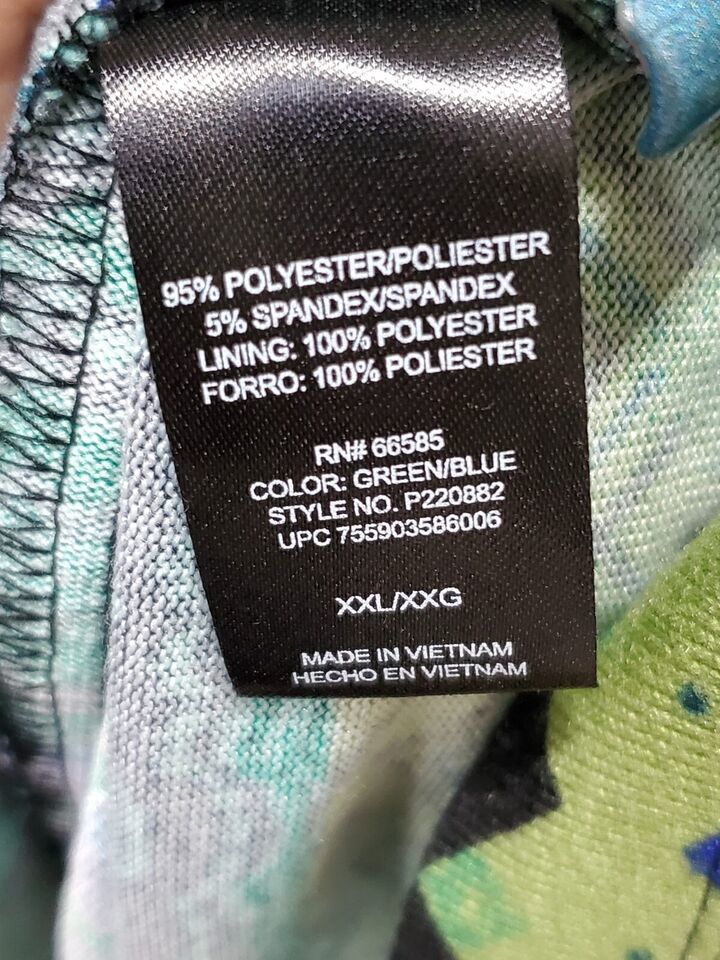 95% POLYESTER/POLIESTER
5% SPANDEX/SPANDEX
LINING: 100% POLYESTER
FORRO: 100% POLIESTER
RN# 66585
COLOR: GREEN/BLUE
STYLE NO. P220882
UPC 755903586006
XXL/XXG
MADE IN VIETNAM
HECHO EN VIETNAM